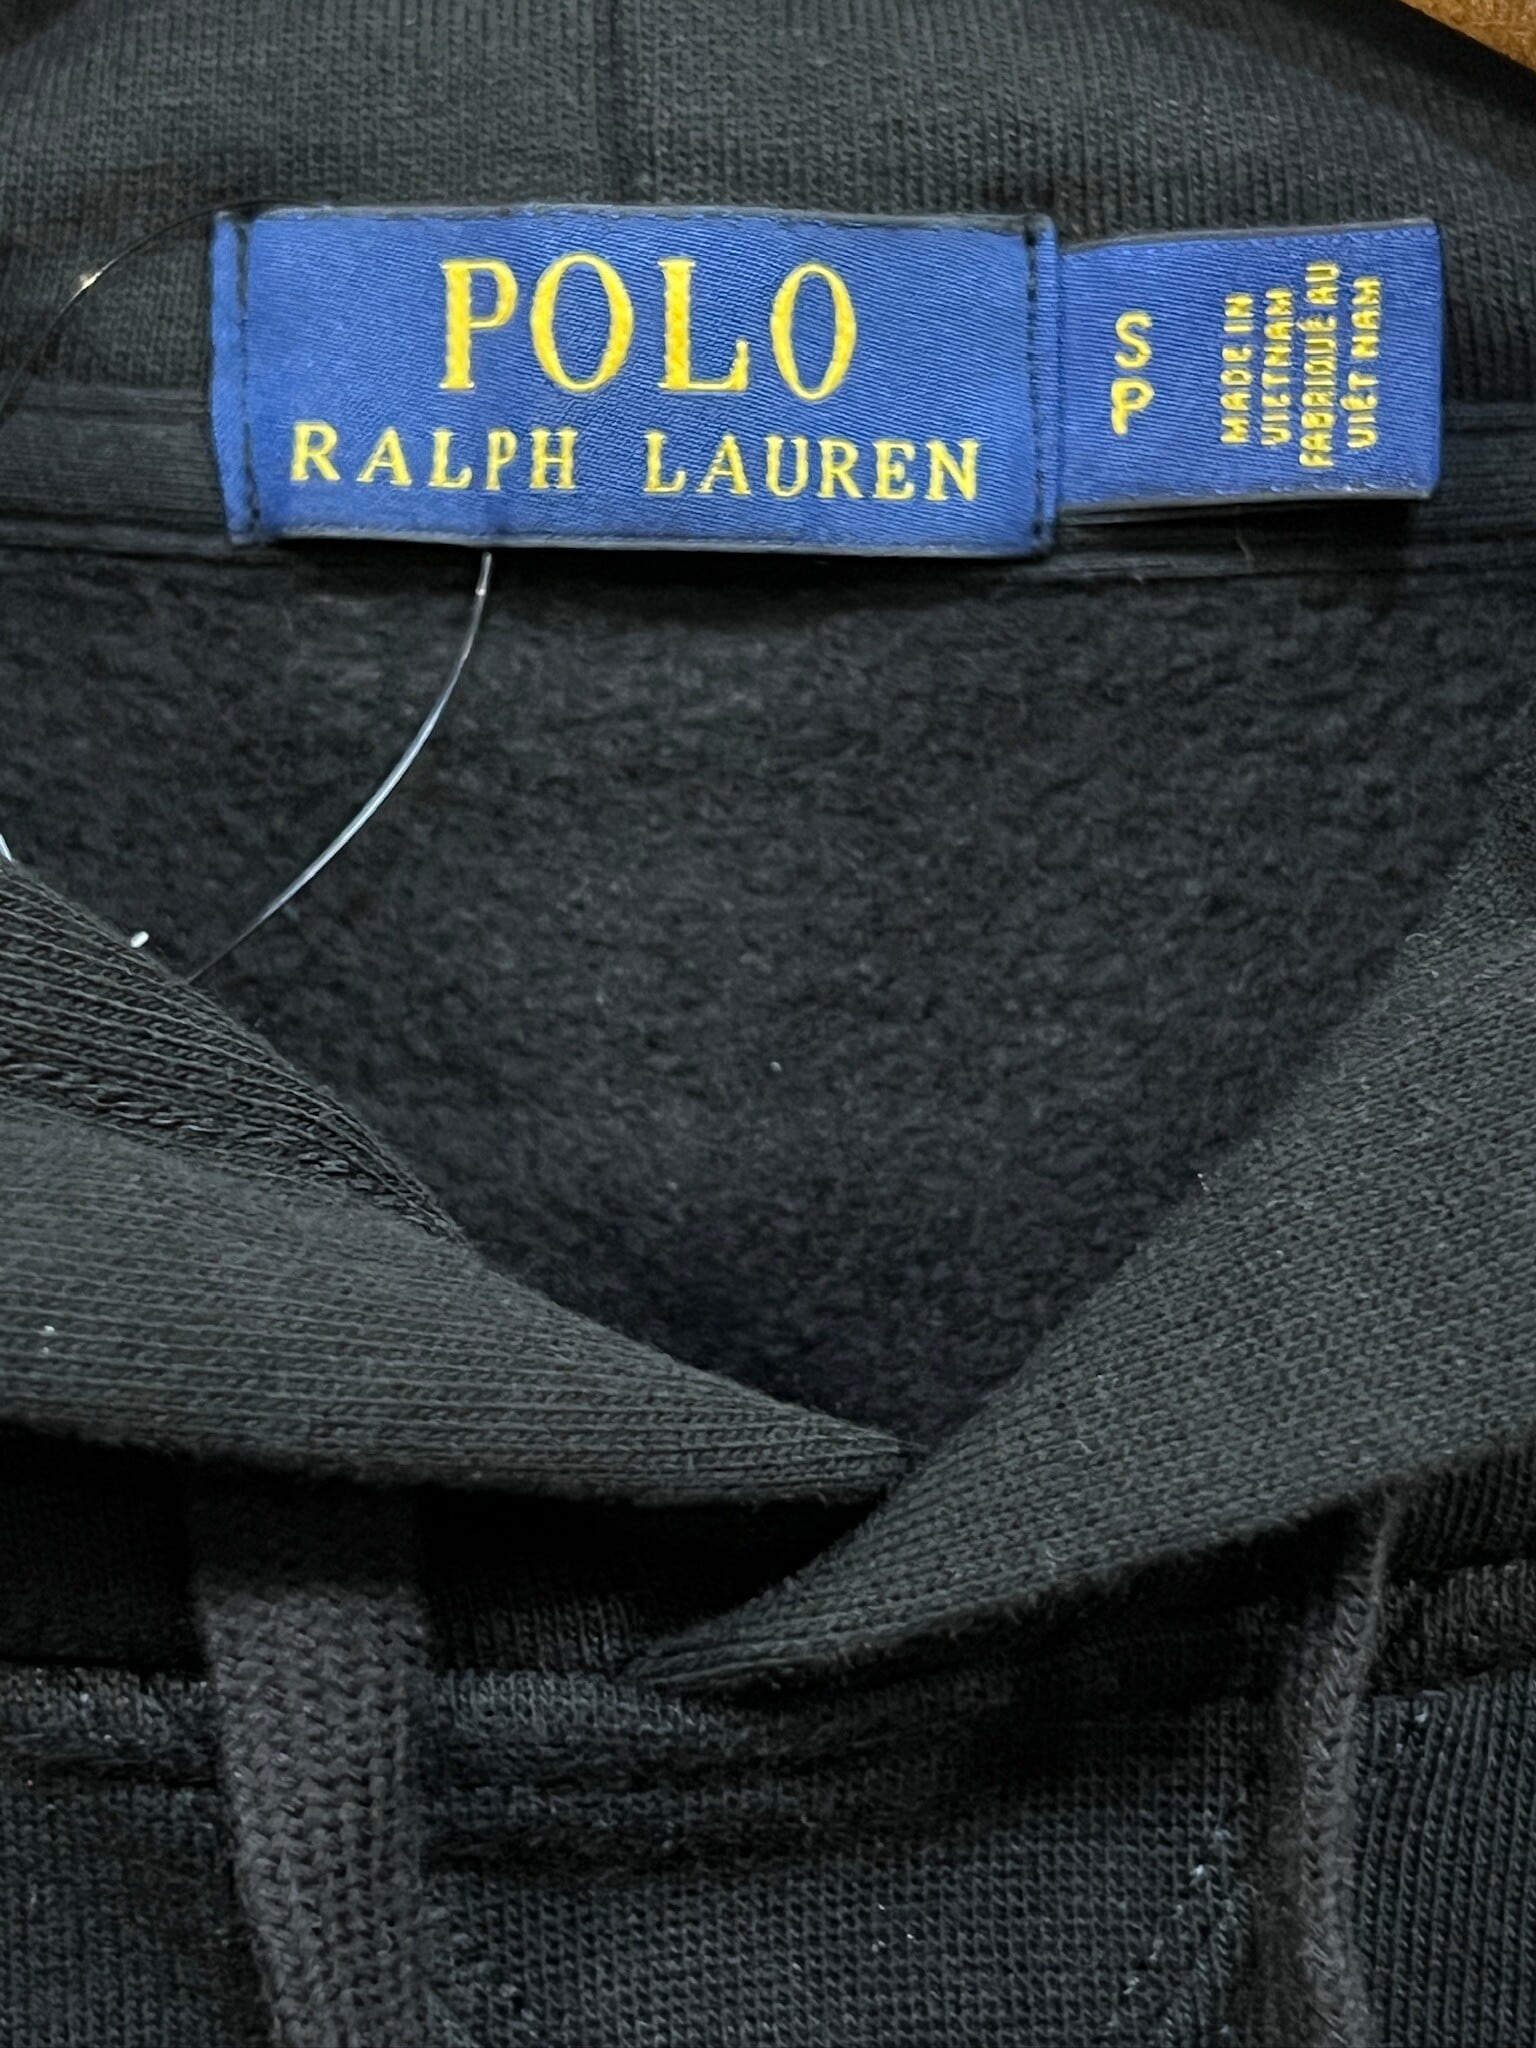 POLO
RALPH LAUREN
S
P
MADE IN
VIETNAM
FABRIQUÉ AU
VIÊT NAM